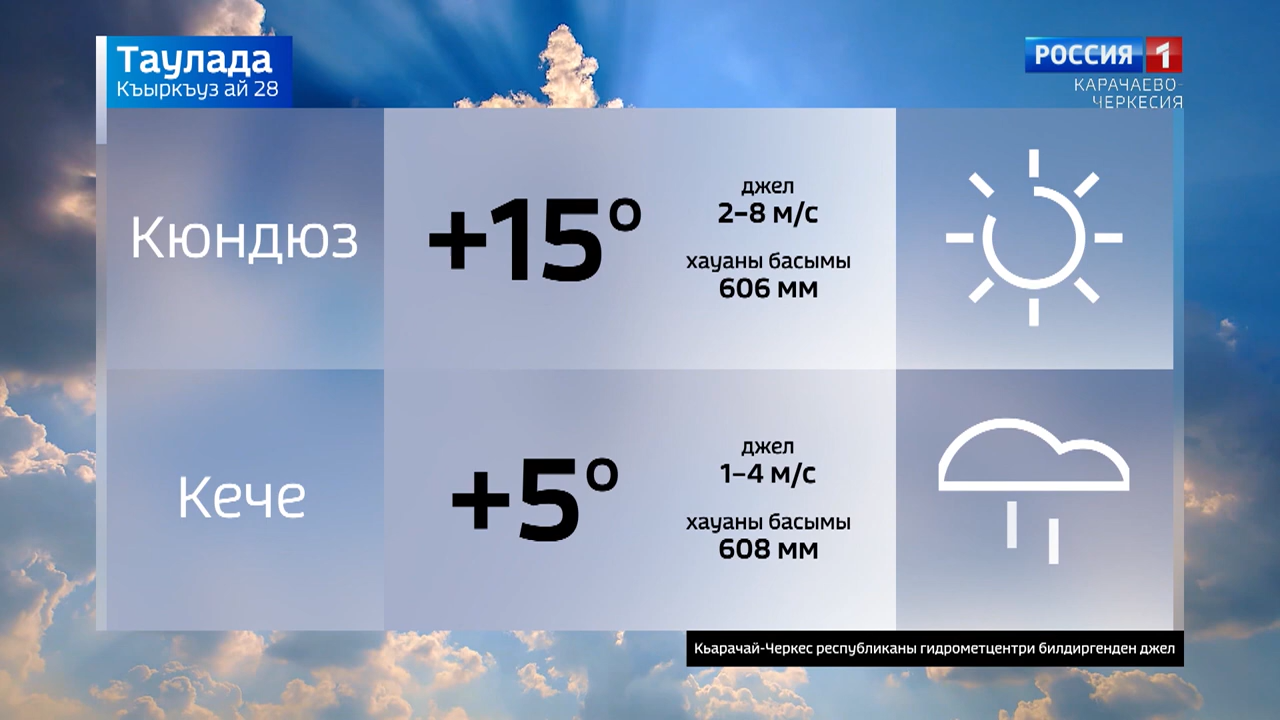 Таулада
Къыркъуз ай 28
РОССИЯ 1
КАРАЧАЕВО-
ЧЕРКЕСИЯ
Кюндюз
+15°
джел
2-8 м/с
хауаны басымы
606 мм
Кече
+5°
джел
1-4 м/с
хауаны басымы
608 мм
Кьарачай-Черкес республиканы гидрометцентри билдиргенден джел